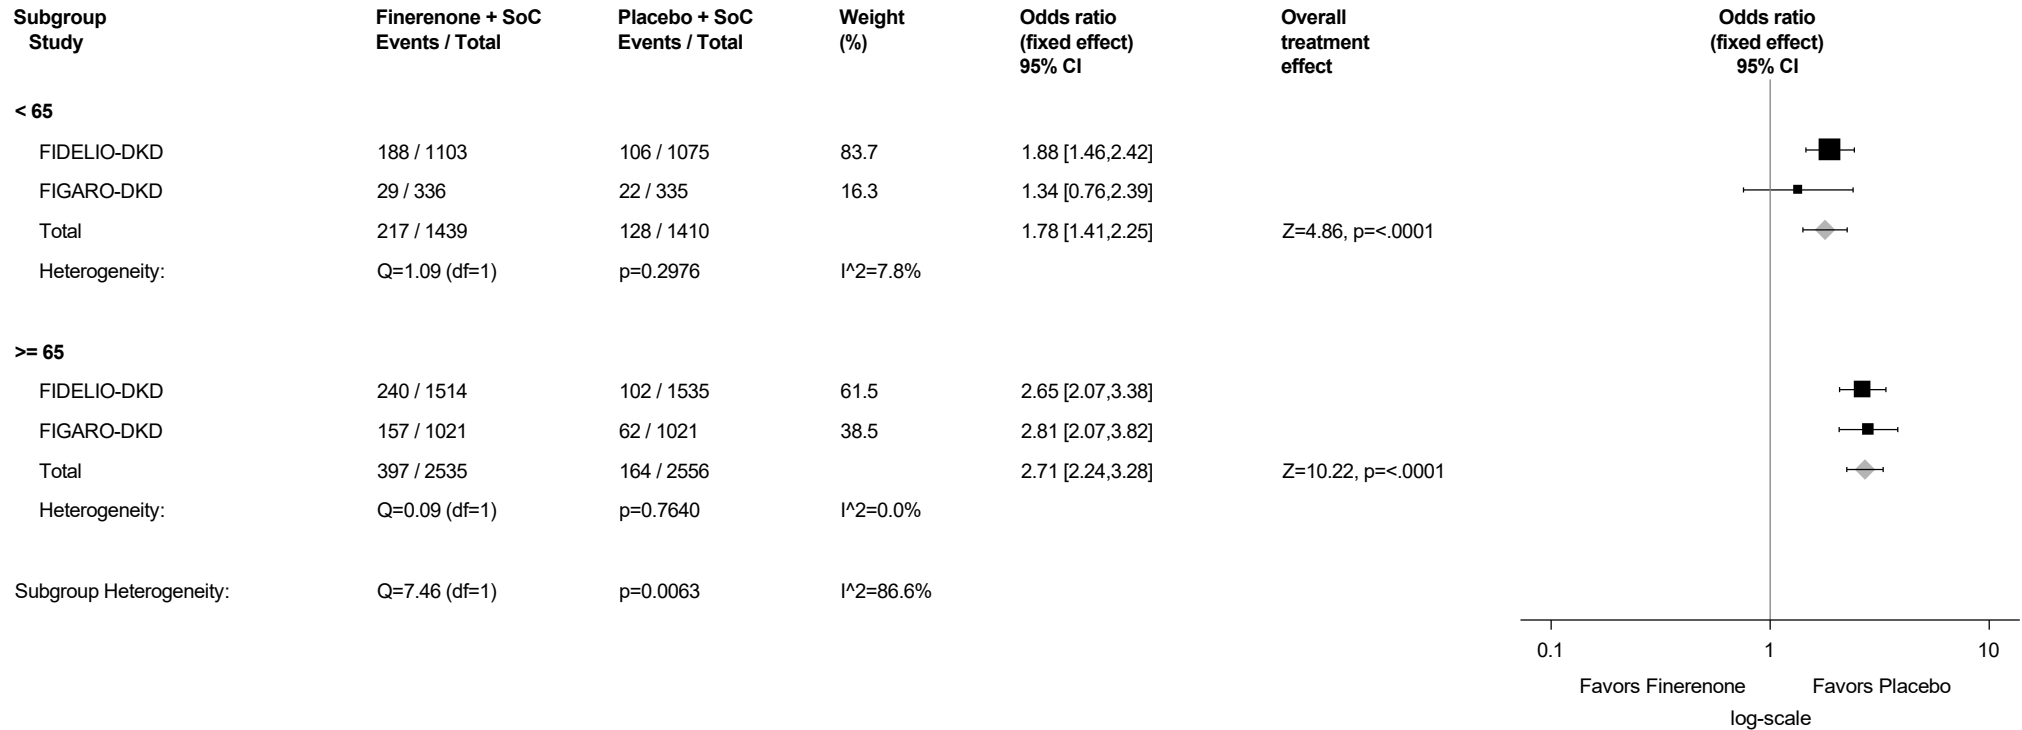 Subgroup Finerenone + SoC Placebo + SoC Weight Odds ratio Overall Odds ratio
Study Events / Total Events / Total (%) (fixed effect) treatment (fixed effect)
95% CI effect 95% CI
< 65
FIDELIO-DKD 188 / 1103 106 / 1075 83.7 1.88 [1.46,2.42]
FIGARO-DKD 29 / 336 22 / 335 16.3 1.34 [0.76,2.39]
Total 217 / 1439 128 / 1410 1.78 [1.41,2.25] Z=4.86, p=<.0001
Heterogeneity: Q=1.09 (df=1) p=0.2976 I^2=7.8%
>= 65
FIDELIO-DKD 240 / 1514 102 / 1535 61.5 2.65 [2.07,3.38]
FIGARO-DKD 157 / 1021 62 / 1021 38.5 2.81 [2.07,3.82]
Total 397 / 2535 164 / 2556 2.71 [2.24,3.28] Z=10.22, p=<.0001
Heterogeneity: Q=0.09 (df=1) p=0.7640 I^2=0.0%
Subgroup Heterogeneity: Q=7.46 (df=1) p=0.0063 I^2=86.6%
0.1 1 10
Favors Finerenone Favors Placebo
log-scale